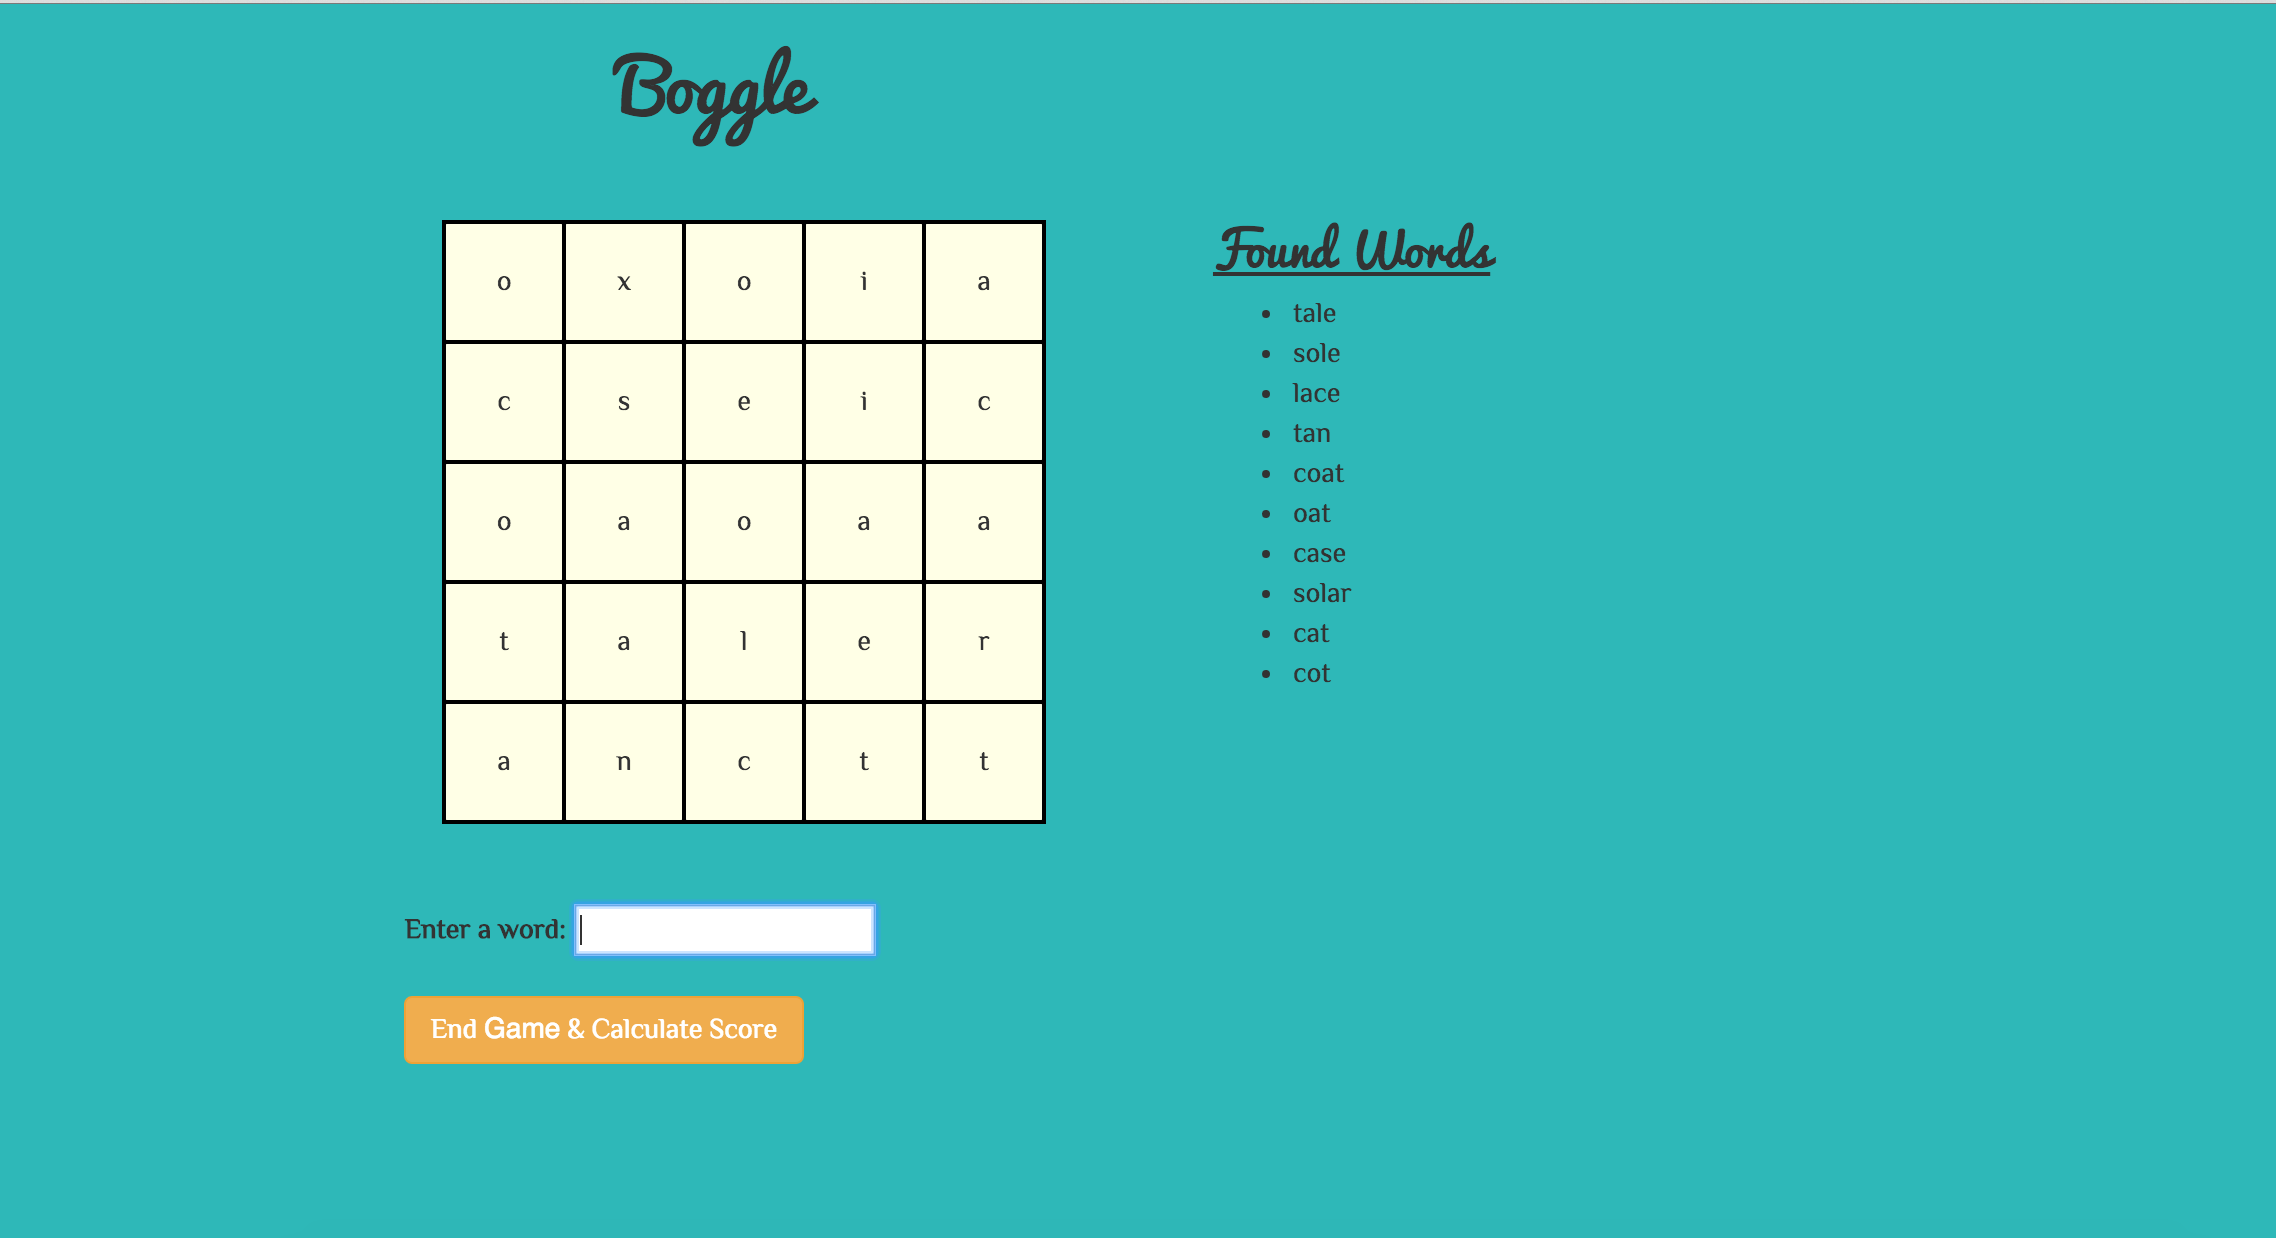 Boggle
o x o i a
c s e i c
o a o a a
t a l e r
a n c t t
Found Words
tale
sole
lace
tan
coat
oat
case
solar
cat
cot
Enter a word:
End Game & Calculate Score